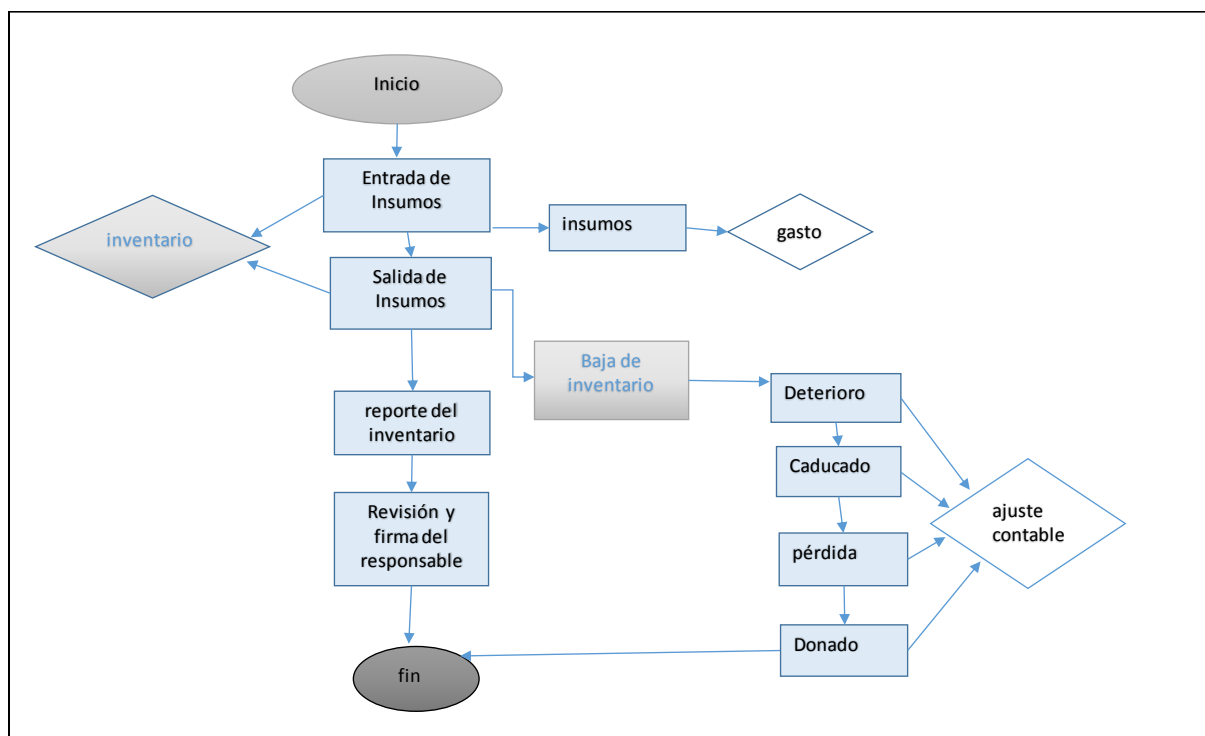 Inicio
Entrada de
Insumos
inventario
insumos
gasto
Salida de
Insumos
Baja de
inventario
Deterioro
reporte del
inventario
Caducado
Revisión y
firma del
responsable
ajuste
contable
pérdida
Donado
fin